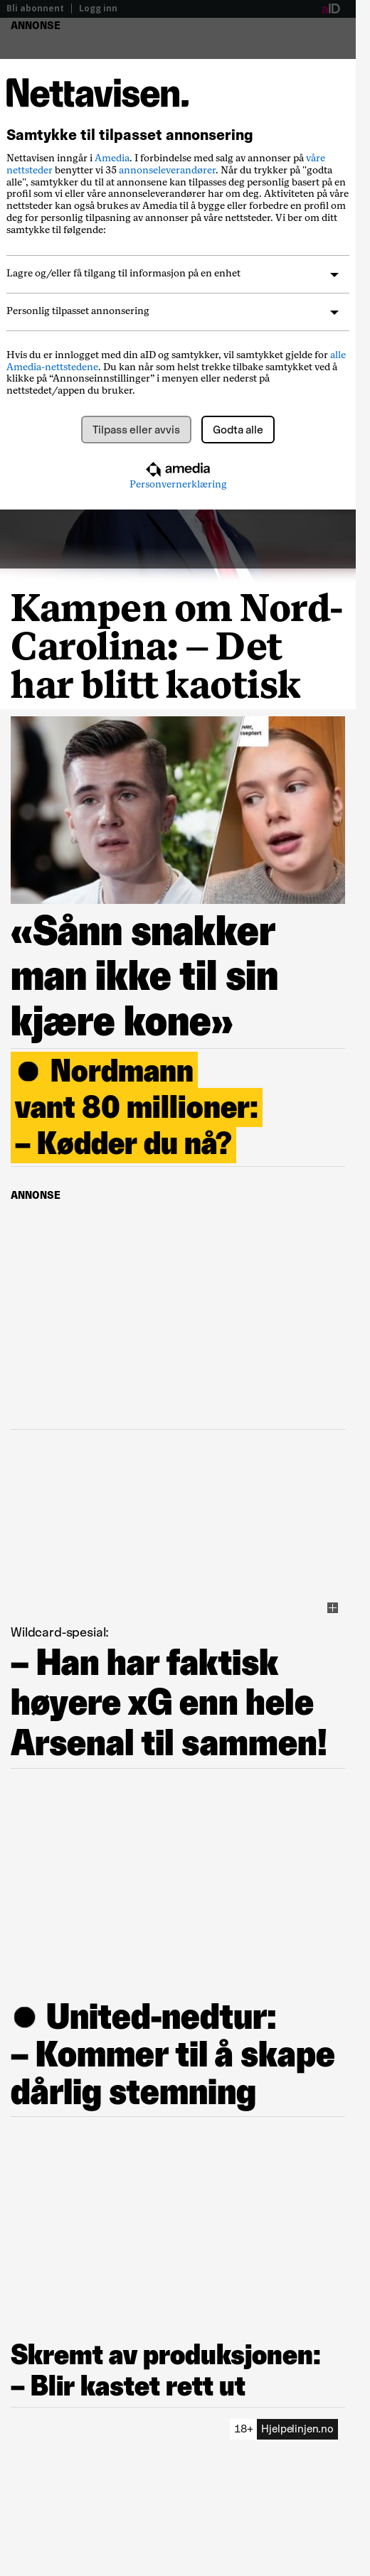 Bli abonnent | Logg inn
aID
ANNONSE
Nettavisen.
Samtykke til tilpasset annonsering
Nettavisen inngår i Amedia. I forbindelse med salg av annonser på våre
nettsteder benytter vi 35 annonseleverandører. Når du trykker på "godta
alle", samtykker du til at annonsene kan tilpasses deg personlig basert på en
profil som vi eller våre annonseleverandører har om deg. Aktiviteten på våre
nettsteder kan også brukes av Amedia til å bygge eller forbedre en profil om
deg for personlig tilpasning av annonser på våre nettsteder. Vi ber om ditt
samtykke til følgende:
Lagre og/eller få tilgang til informasjon på en enhet
Personlig tilpasset annonsering
Hvis du er innlogget med din aID og samtykker, vil samtykket gjelde for alle
Amedia-nettstedene. Du kan når som helst trekke tilbake samtykket ved å
klikke på “Annonseinnstillinger” i menyen eller nederst på
nettstedet/appen du bruker.
Tilpass eller avvis
Godta alle
amedia
Personvernerklæring
Kampen om Nord-
Carolina: – Det
har blitt kaotisk
«Sånn snakker
man ikke til sin
kjære kone»
● Nordmann
vant 80 millioner:
– Kødder du nå?
ANNONSE
Wildcard-spesial:
– Han har faktisk
høyere xG enn hele
Arsenal til sammen!
● United-nedtur:
– Kommer til å skape
dårlig stemning
Skremt av produksjonen:
– Blir kastet rett ut
18+ Hjelpelinjen.no